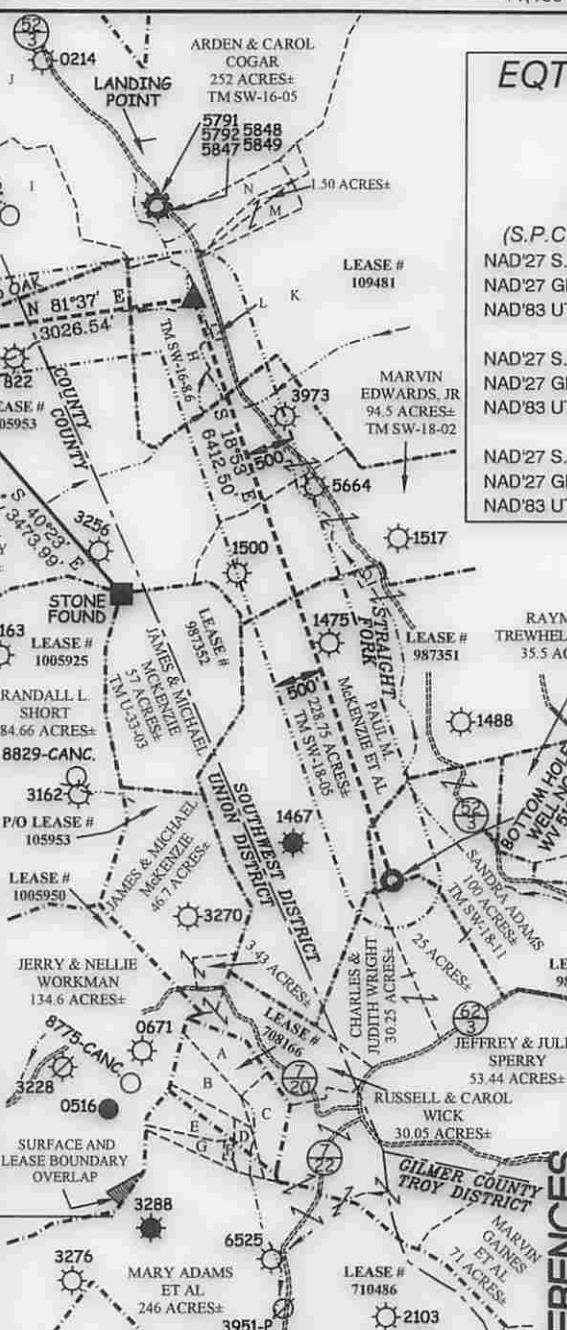 52
3
0214
J
LANDING
POINT
ARDEN & CAROL
COGAR
252 ACRES±
TM SW-16-05
5791
5792 5848
5847 5849
EQT
I
N
M
1.50 ACRES±
LEASE #
109481
K
L
H
OAK
N 81°37' E
3026.54'
TM SW-16-8.6
822
LEASE #
05953
COUNTY
COUNTY
(S.P.C
NAD'27 S.
NAD'27 GE
NAD'83 UT
NAD'27 S.
NAD'27 GE
NAD'83 UT
NAD'27 S.
NAD'27 GE
NAD'83 UT
MARVIN
EDWARDS, JR
94.5 ACRES±
TM SW-18-02
3973
S 18°53' E
6412.50'
500'
5664
1517
S 40°23' E
3473.99'
3256
1500
STONE
FOUND
163
LEASE #
1005925
LEASE #
987352
1475
STRAIGHT
FORK
LEASE #
987351
RAYM
TREWHEL
35.5 AC
JAMES & MICHAEL
MCKENZIE
57 ACRES±
TM U-33-03
500'
PAUL M.
McKENZIE ET AL
228.75 ACRES±
TM SW-18-05
RANDALL L.
SHORT
84.66 ACRES±
1488
8829-CANC.
3162
P/O LEASE #
105953
JAMES & MICHAEL
McKENZIE
46.7 ACRES±
SOUTHWEST DISTRICT
UNION DISTRICT
1467
52
3
BOTTOM HOLE
WELL NO
WV 51
SANDRA ADAMS
100 ACRES±
TM SW-18-11
LEASE #
1005950
3270
3.43 ACRES±
CHARLES &
JUDITH WRIGHT
30.25 ACRES±
25 ACRES±
LE
98
JERRY & NELLIE
WORKMAN
134.6 ACRES±
62
3
JEFFREY & JULI
SPERRY
53.44 ACRES±
8775-CANC.
0671
LEASE #
708166
A
B
C
D
E
F
G
7
20
3228
0516
RUSSELL & CAROL
WICK
30.05 ACRES±
SURFACE AND
LEASE BOUNDARY
OVERLAP
7
22
GILMER COUNTY
TROY DISTRICT
3288
MARVIN
GAINES
ET AL
71 ACRES±
6525
3276
MARY ADAMS
ET AL
246 ACRES±
LEASE #
710486
3951-P
2103
ERENCES